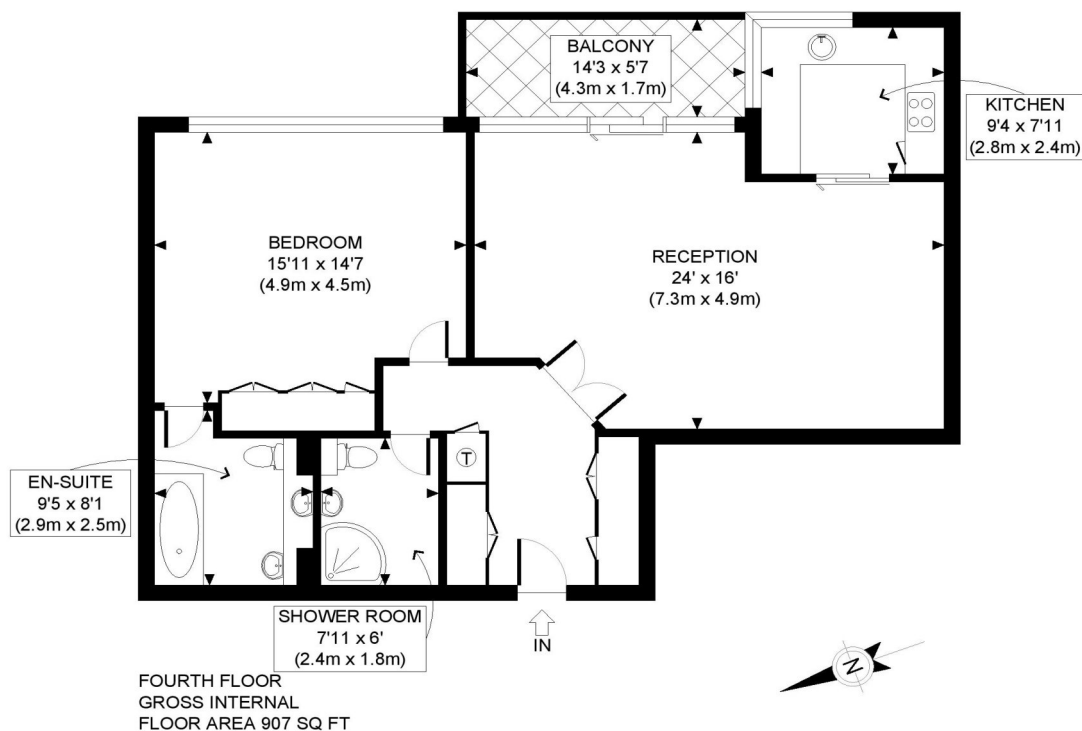 BALCONY
14'3 x 5'7
(4.3m x 1.7m)
KITCHEN
9'4 x 7'11
(2.8m x 2.4m)
BEDROOM
15'11 x 14'7
(4.9m x 4.5m)
RECEPTION
24' x 16'
(7.3m x 4.9m)
T
EN-SUITE
9'5 x 8'1
(2.9m x 2.5m)
SHOWER ROOM
7'11 x 6'
(2.4m x 1.8m)
IN
N
FOURTH FLOOR
GROSS INTERNAL
FLOOR AREA 907 SQ FT